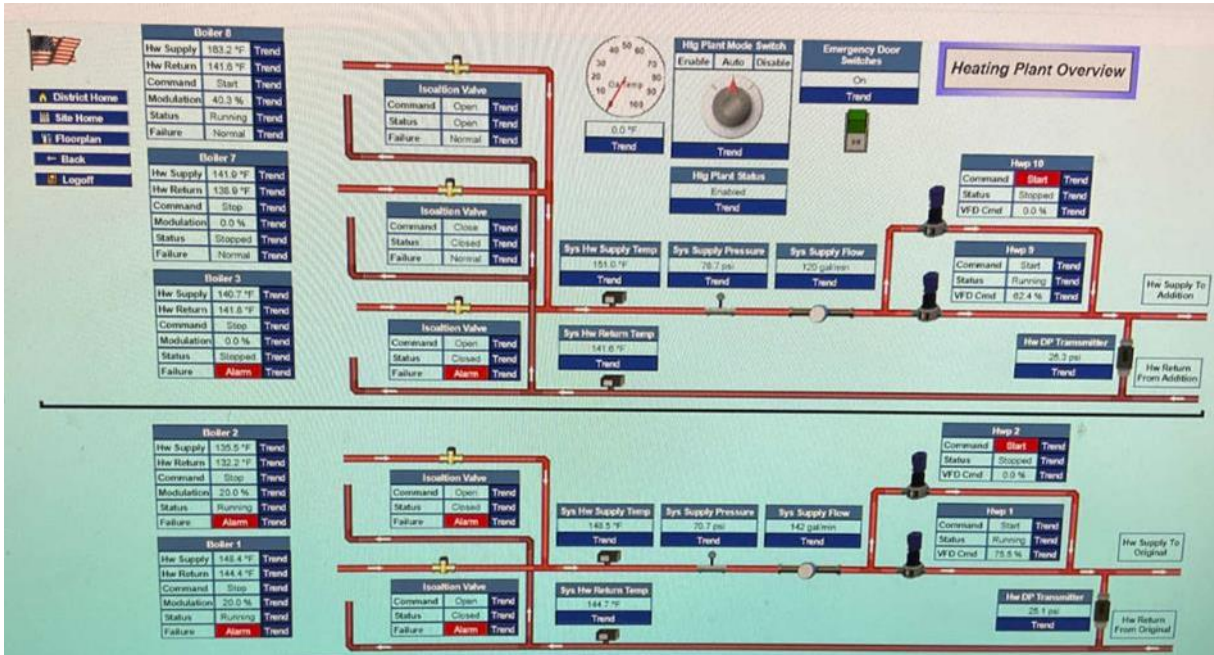 District Home
Site Home
Floorplan
Back
Logoff
Boiler 8
Hw Supply 183.2 °F Trend
Hw Return 141.6 °F Trend
Command Start Trend
Modulation 40.3 % Trend
Status Running Trend
Failure Normal Trend
Boiler 7
Hw Supply 141.9 °F Trend
Hw Return 138.9 °F Trend
Command Stop Trend
Modulation 0.0 % Trend
Status Stopped Trend
Failure Normal Trend
Boiler 3
Hw Supply 140.7 °F Trend
Hw Return 141.8 °F Trend
Command Stop Trend
Modulation 0.0 % Trend
Status Stopped Trend
Failure Alarm Trend
Isoaltion Valve
Command Open Trend
Status Open Trend
Failure Normal Trend
Isoaltion Valve
Command Close Trend
Status Closed Trend
Failure Normal Trend
Isoaltion Valve
Command Open Trend
Status Closed Trend
Failure Alarm Trend
10 20 30 40 50 60 70 80 90 100
Oa Temp
0.0 °F
Trend
Htg Plant Mode Switch
Enable Auto Disable
Trend
Htg Plant Status
Enabled
Trend
Emergency Door
Switches
On
Trend
Heating Plant Overview
Sys Hw Supply Temp
151.0 °F
Trend
Sys Supply Pressure
Trend
Sys Supply Flow
120 gal/min
Trend
Sys Hw Return Temp
141.6 °F
Trend
Hwp 10
Command Start Trend
Status Stopped Trend
VFD Cmd 0.0 % Trend
Hwp 9
Command Start Trend
Status Running Trend
VFD Cmd 62.4 % Trend
Hw Supply To
Addition
Hw DP Transmitter
psi
Trend
Hw Return
From Addition
Boiler 2
Hw Supply 135.5 °F Trend
Hw Return 132.2 °F Trend
Command Stop Trend
Modulation 20.0 % Trend
Status Running Trend
Failure Alarm Trend
Boiler 1
Hw Supply 148.4 °F Trend
Hw Return 144.4 °F Trend
Command Stop Trend
Modulation 20.0 % Trend
Status Running Trend
Failure Alarm Trend
Isoaltion Valve
Command Open Trend
Status Closed Trend
Failure Alarm Trend
Isoaltion Valve
Command Open Trend
Status Closed Trend
Failure Alarm Trend
Sys Hw Supply Temp
148.5 °F
Trend
Sys Supply Pressure
70.7 psi
Trend
Sys Supply Flow
142 gal/min
Trend
Sys Hw Return Temp
144.7 °F
Trend
Hwp 2
Command Start Trend
Status Stopped Trend
VFD Cmd 0.0 % Trend
Hwp 1
Command Start Trend
Status Running Trend
VFD Cmd 75.5 % Trend
Hw Supply To
Original
Hw DP Transmitter
25.1 psi
Trend
Hw Return
From Original